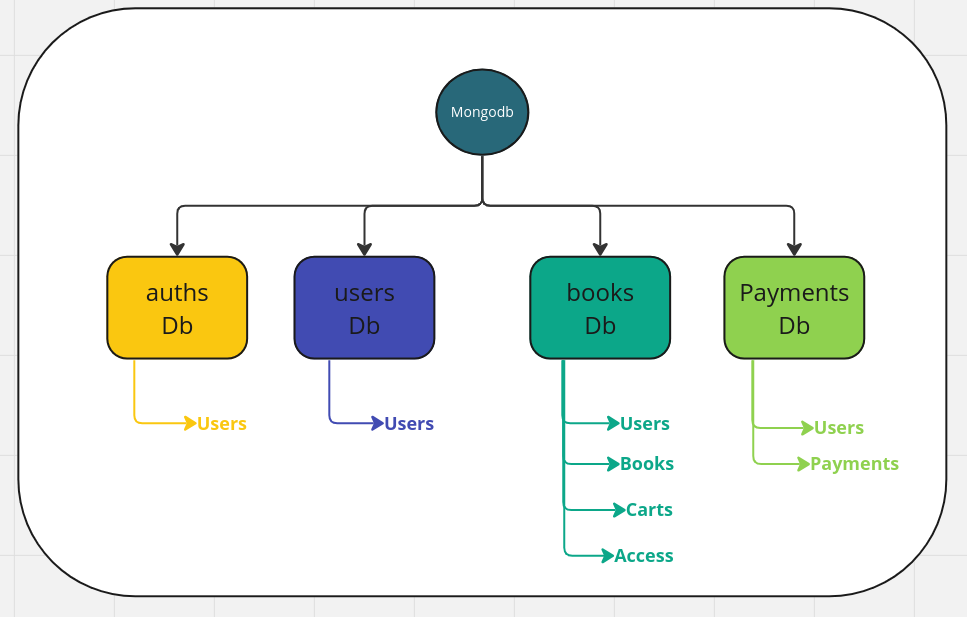 Mongodb
auths
Db
users
Db
books
Db
Payments
Db
Users
Users
Users
Books
Carts
Access
Users
Payments